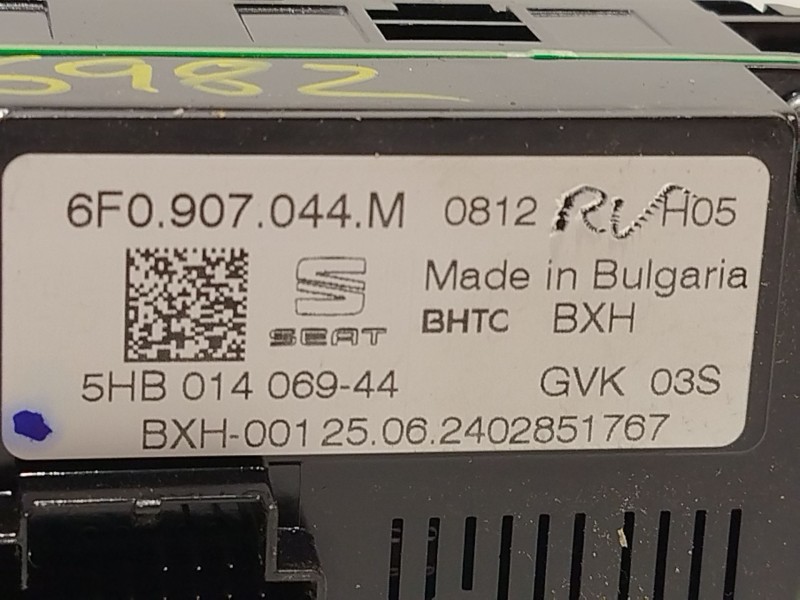 6982
6F0.907.044.M 0812 RV H05
SEAT
Made in Bulgaria
BHTC BXH
5HB 014 069-44 GVK 03S
BXH-001 25.06.2402851767